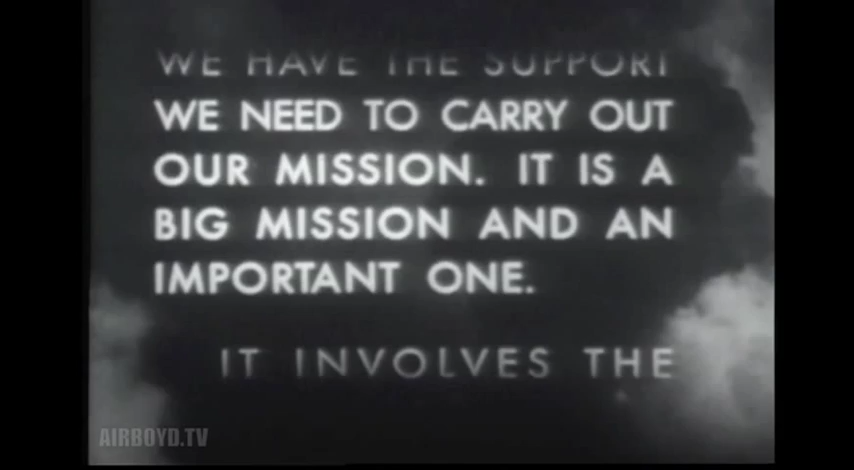 WE HAVE THE SUPPORT
WE NEED TO CARRY OUT
OUR MISSION. IT IS A
BIG MISSION AND AN
IMPORTANT ONE.
IT INVOLVES THE
AIRBOYD.TV